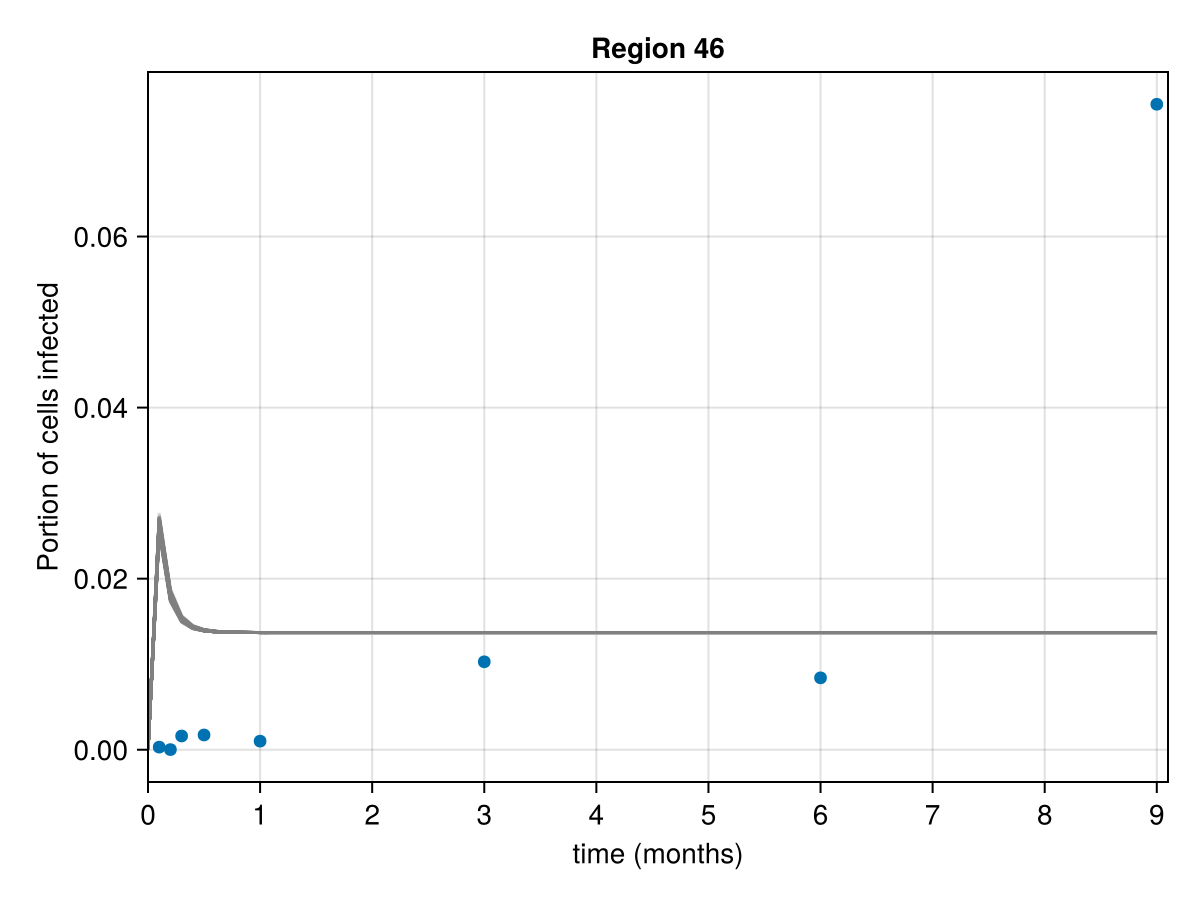 Region 46
Portion of cells infected
0.06
0.04
0.02
0.00
0 1 2 3 4 5 6 7 8 9
time (months)